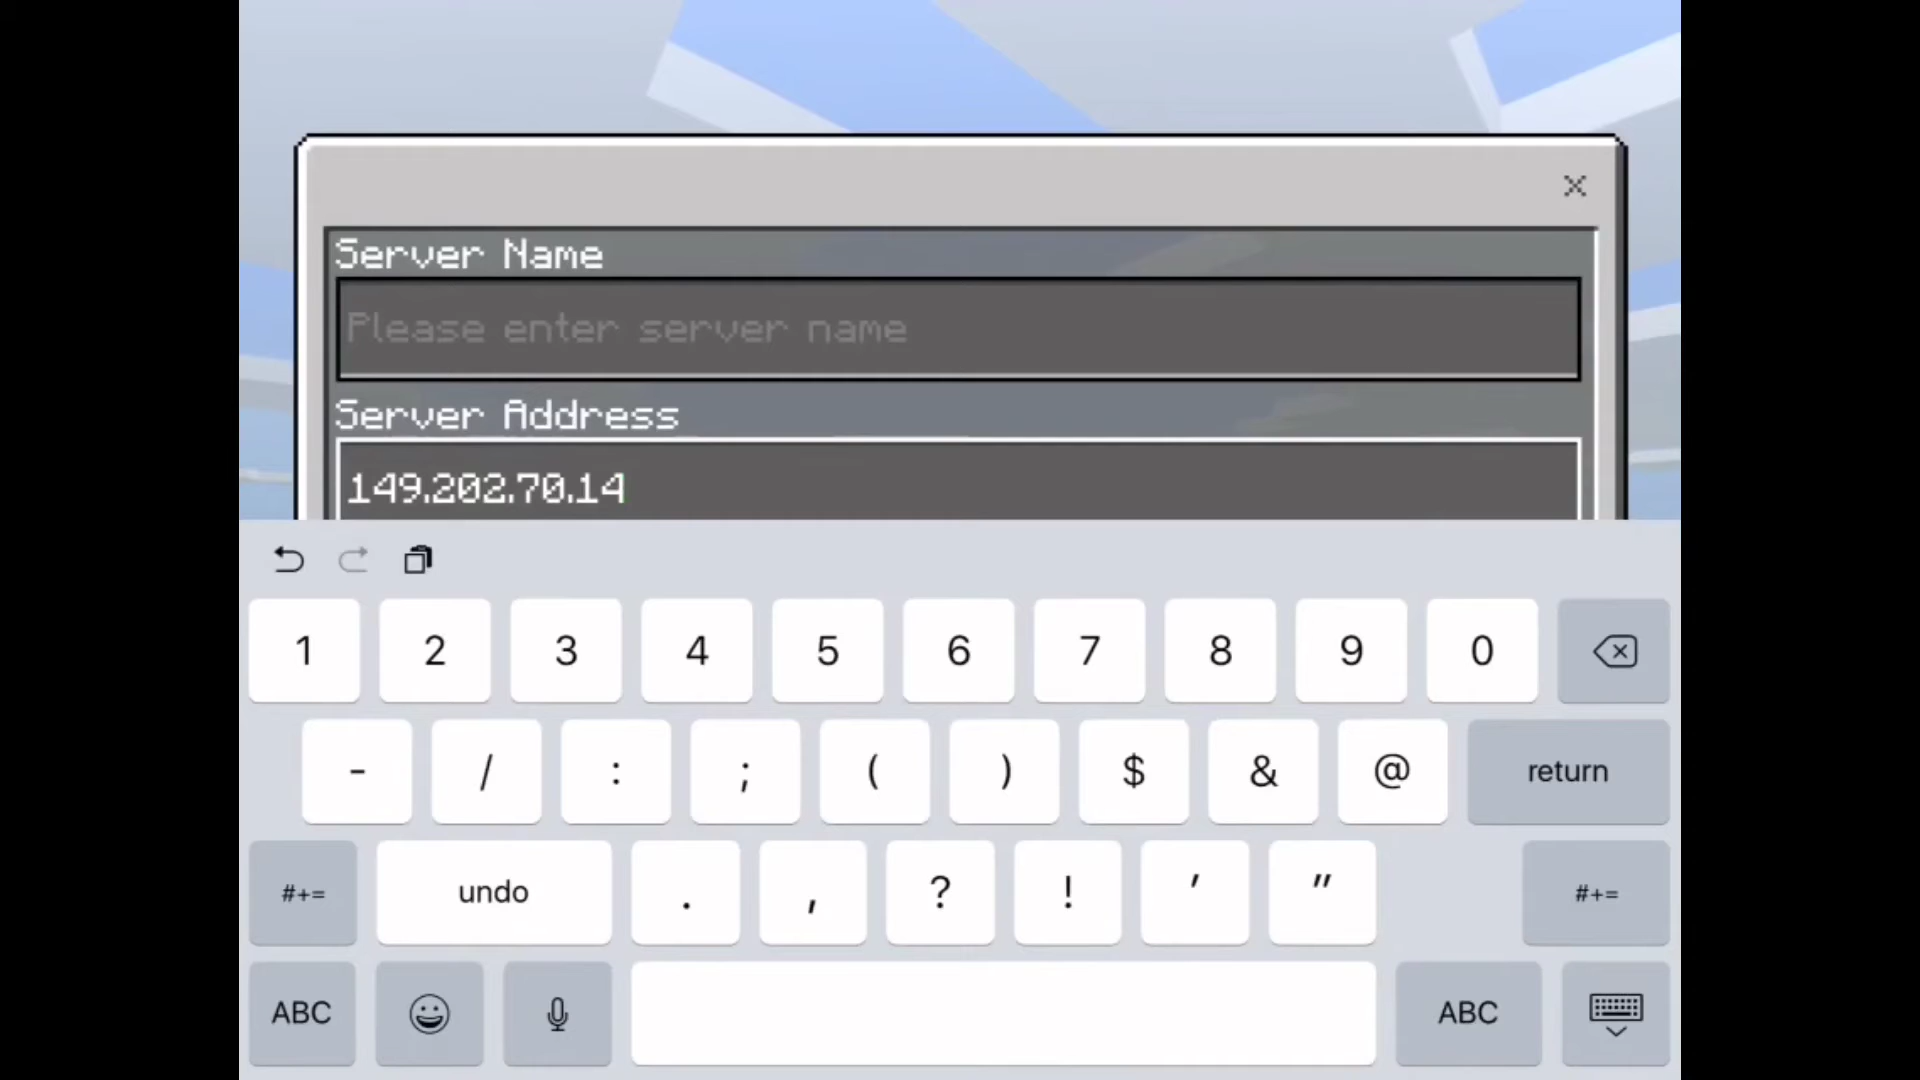 Server Name
Please enter server name
Server Address
149.202.70.14
1 2 3 4 5 6 7 8 9 0
- / : ; ( ) $ & @ return
#+= undo . , ? ! ' " #+=
ABC ABC